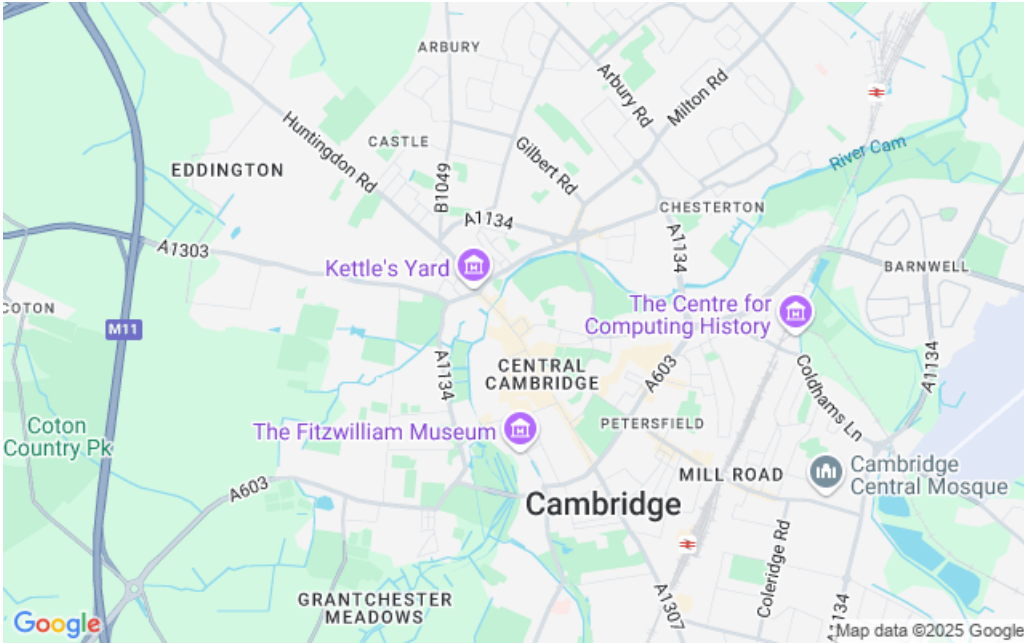 ARBURY
Arbury Rd
Milton Rd
Huntingdon Rd
CASTLE
Gilbert Rd
River Cam
EDDINGTON
B1049
A1134
CHESTERTON
A1303
A1134
Kettle's Yard
BARNWELL
COTON
The Centre for
Computing History
M11
A1134
CENTRAL
CAMBRIDGE
A603
A1134
Coldhams Ln
Coton
Country Pk
The Fitzwilliam Museum
PETERSFIELD
MILL ROAD
Cambridge
Central Mosque
A603
Cambridge
Coleridge Rd
GRANTCHESTER
MEADOWS
A1307
A1134
Google
Map data ©2025 Google